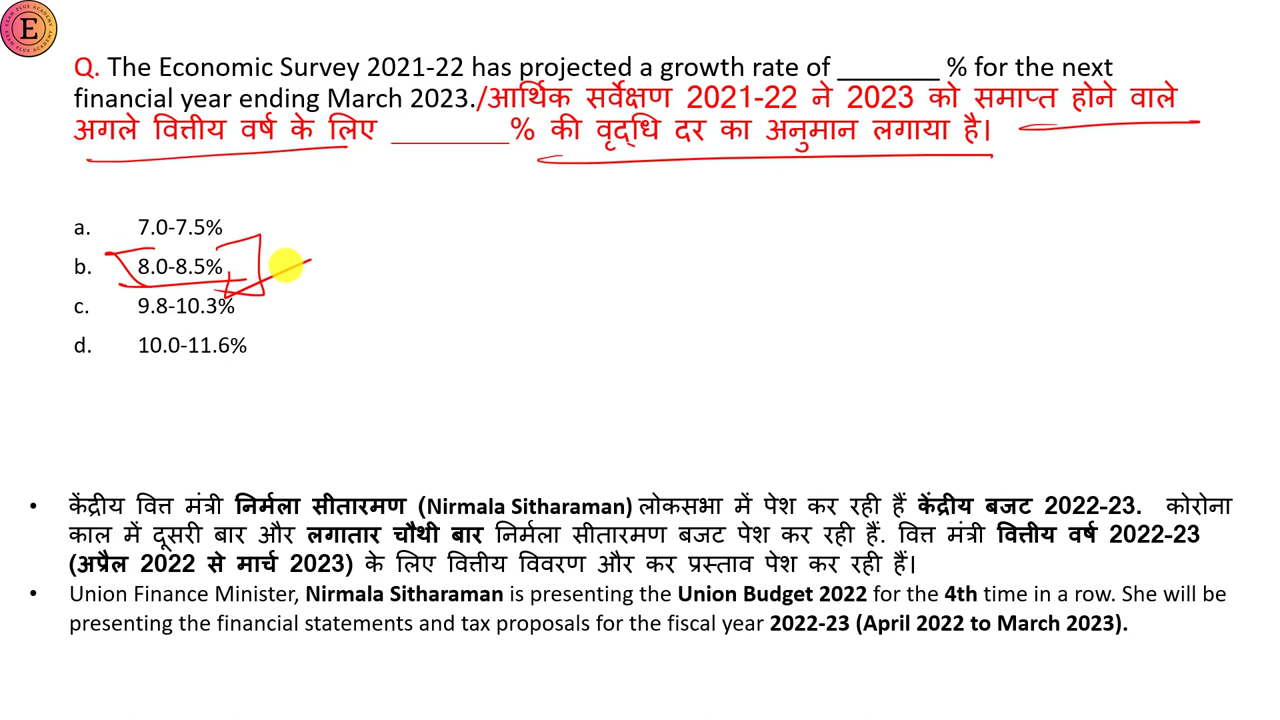 E
EXAM PLUS ACADEMY
Q. The Economic Survey 2021-22 has projected a growth rate of _______ % for the next
financial year ending March 2023./आर्थिक सर्वेक्षण 2021-22 ने 2023 को समाप्त होने वाले
अगले वित्तीय वर्ष के लिए ________% की वृद्धि दर का अनुमान लगाया है।
a. 7.0-7.5%
b. 8.0-8.5%
c. 9.8-10.3%
d. 10.0-11.6%
• केंद्रीय वित्त मंत्री निर्मला सीतारमण (Nirmala Sitharaman) लोकसभा में पेश कर रही हैं केंद्रीय बजट 2022-23. कोरोना
काल में दूसरी बार और लगातार चौथी बार निर्मला सीतारमण बजट पेश कर रही हैं. वित्त मंत्री वित्तीय वर्ष 2022-23
(अप्रैल 2022 से मार्च 2023) के लिए वित्तीय विवरण और कर प्रस्ताव पेश कर रही हैं।
• Union Finance Minister, Nirmala Sitharaman is presenting the Union Budget 2022 for the 4th time in a row. She will be
presenting the financial statements and tax proposals for the fiscal year 2022-23 (April 2022 to March 2023).